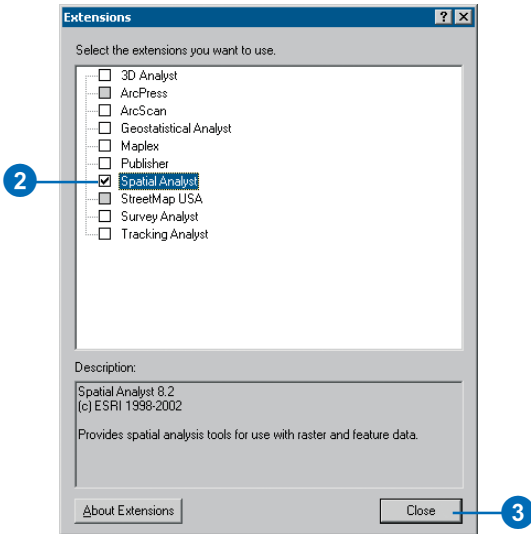 Extensions
Select the extensions you want to use.
3D Analyst
ArcPress
ArcScan
Geostatistical Analyst
Maplex
Publisher
2
Spatial Analyst
StreetMap USA
Survey Analyst
Tracking Analyst
Description:
Spatial Analyst 8.2
(c) ESRI 1998-2002
Provides spatial analysis tools for use with raster and feature data.
About Extensions
Close
3